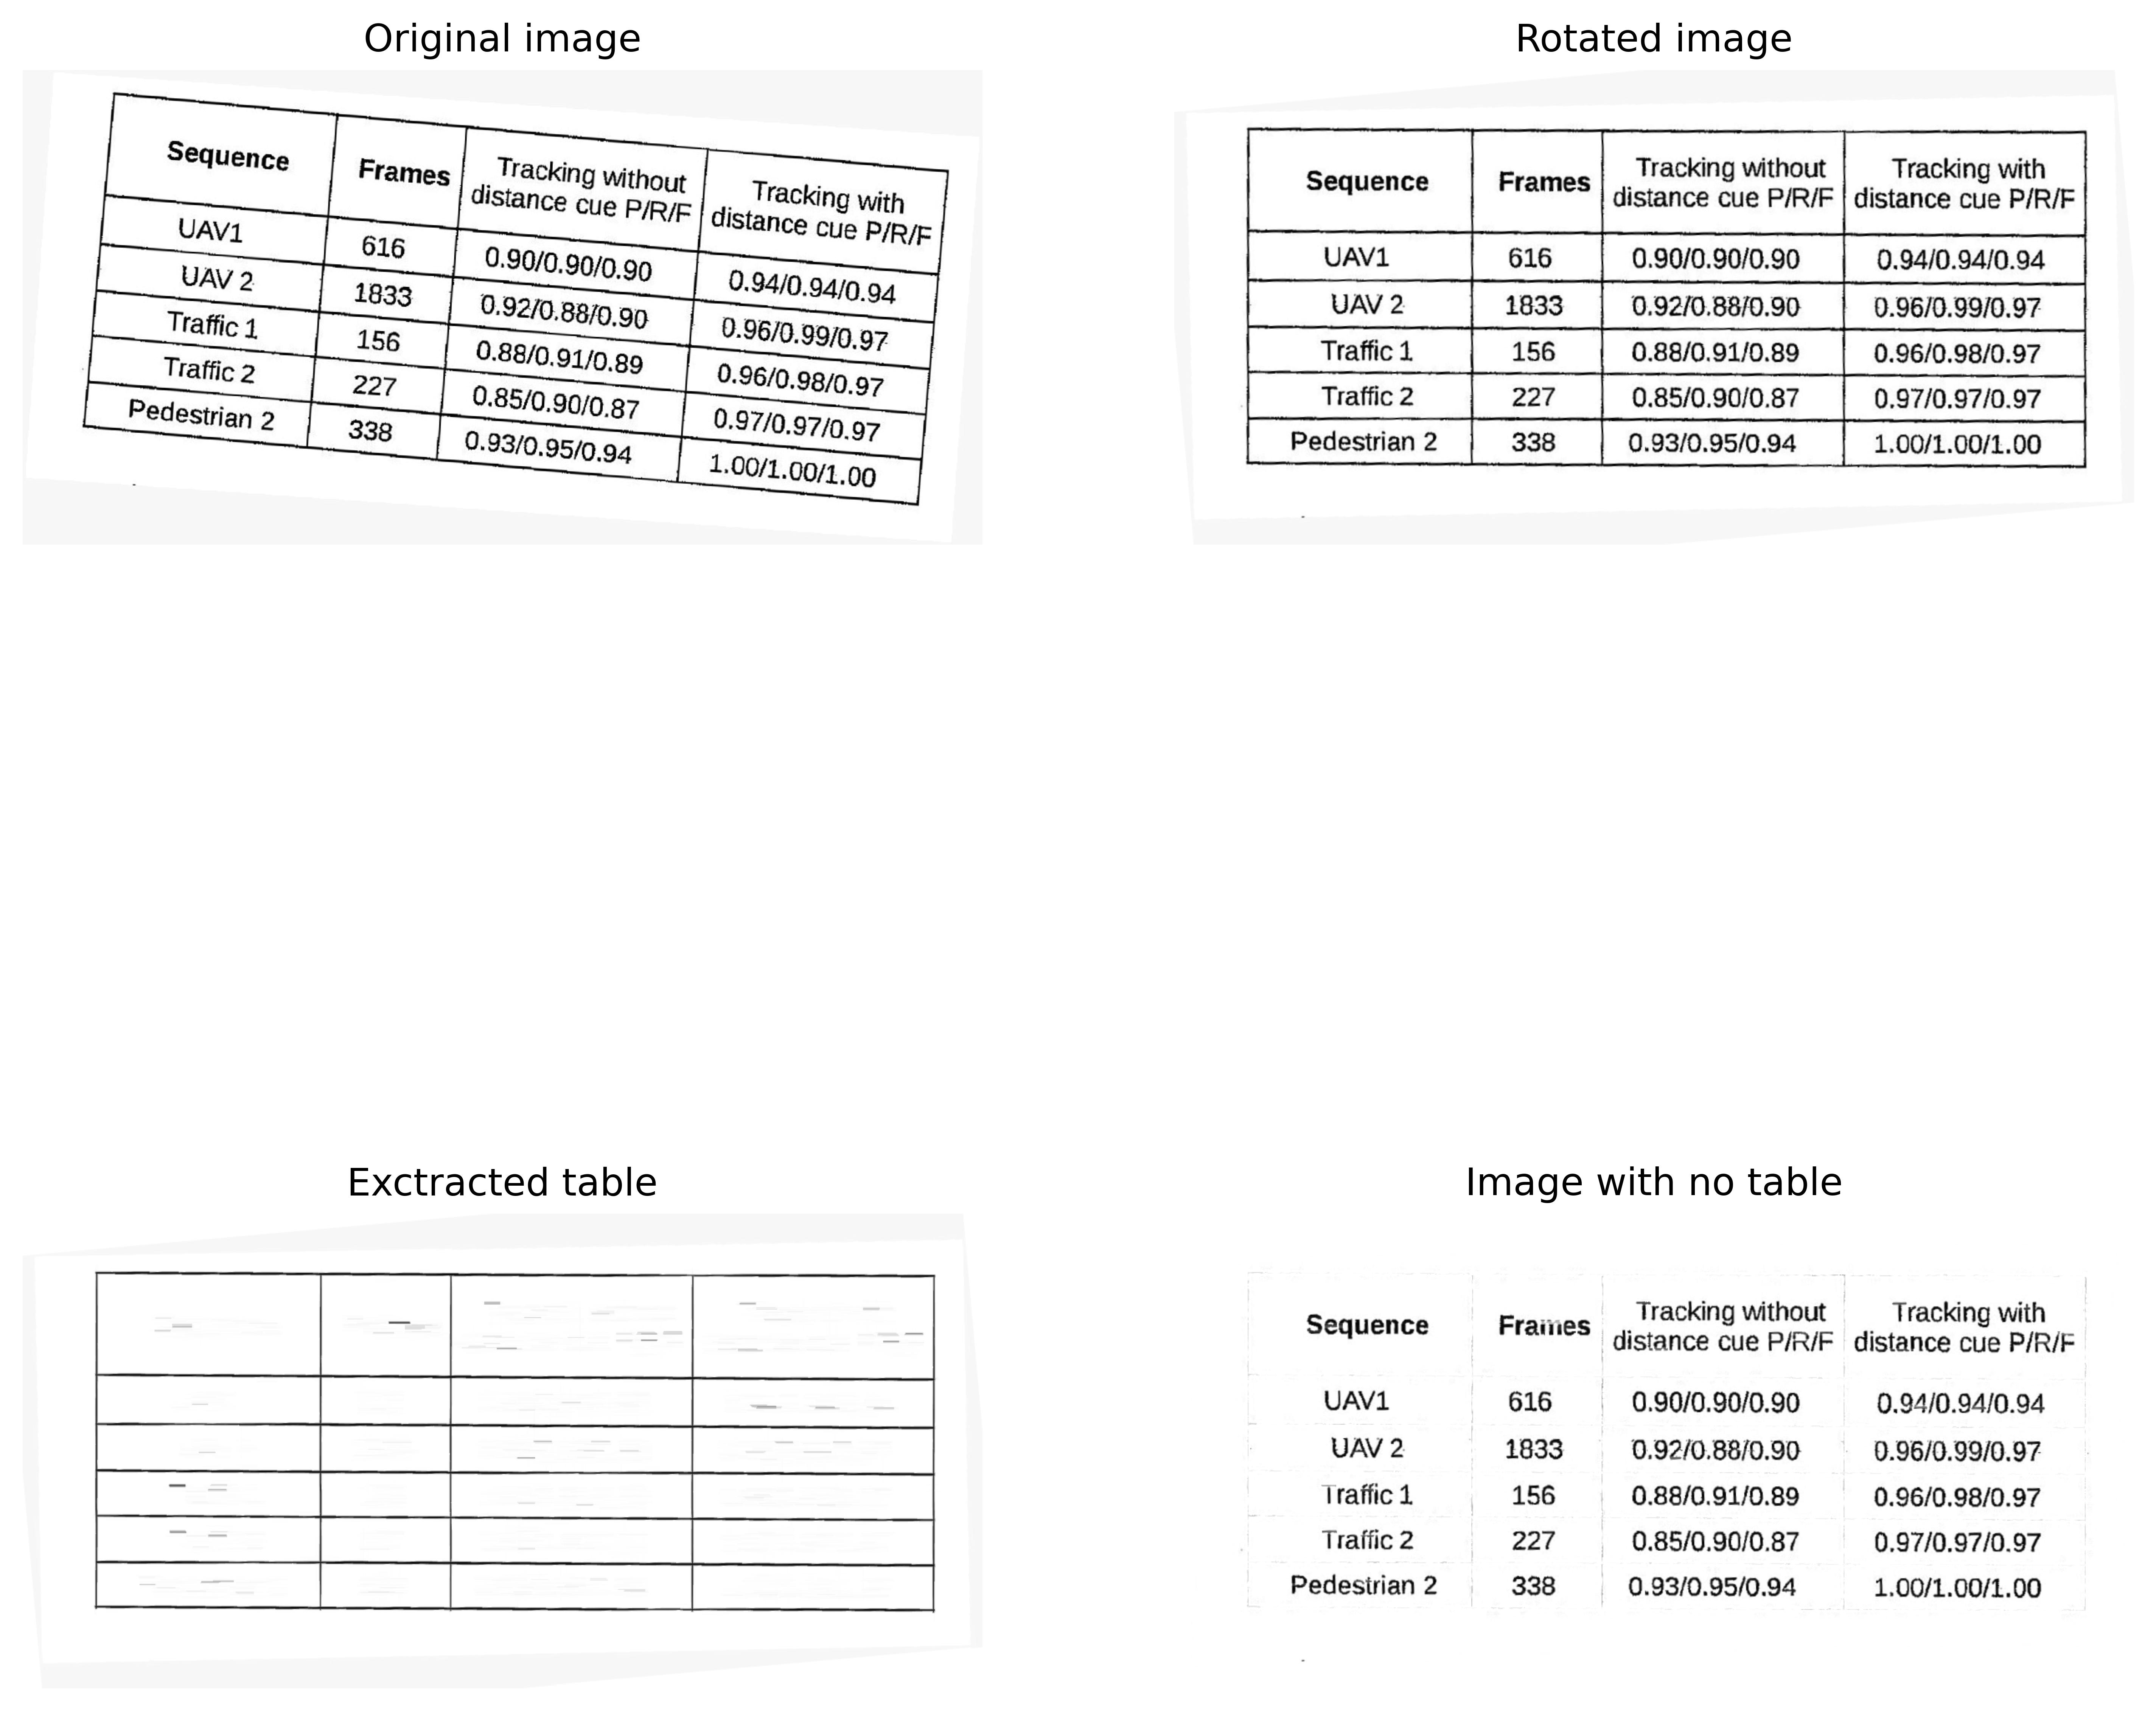 Original image
Sequence Frames Tracking without distance cue P/R/F Tracking with distance cue P/R/F
UAV1 616 0.90/0.90/0.90 0.94/0.94/0.94
UAV 2 1833 0.92/0.88/0.90 0.96/0.99/0.97
Traffic 1 156 0.88/0.91/0.89 0.96/0.98/0.97
Traffic 2 227 0.85/0.90/0.87 0.97/0.97/0.97
Pedestrian 2 338 0.93/0.95/0.94 1.00/1.00/1.00
Rotated image
Sequence Frames Tracking without distance cue P/R/F Tracking with distance cue P/R/F
UAV1 616 0.90/0.90/0.90 0.94/0.94/0.94
UAV 2 1833 0.92/0.88/0.90 0.96/0.99/0.97
Traffic 1 156 0.88/0.91/0.89 0.96/0.98/0.97
Traffic 2 227 0.85/0.90/0.87 0.97/0.97/0.97
Pedestrian 2 338 0.93/0.95/0.94 1.00/1.00/1.00
Exctracted table
Image with no table
Sequence Frames Tracking without distance cue P/R/F Tracking with distance cue P/R/F
UAV1 616 0.90/0.90/0.90 0.94/0.94/0.94
UAV 2 1833 0.92/0.88/0.90 0.96/0.99/0.97
Traffic 1 156 0.88/0.91/0.89 0.96/0.98/0.97
Traffic 2 227 0.85/0.90/0.87 0.97/0.97/0.97
Pedestrian 2 338 0.93/0.95/0.94 1.00/1.00/1.00